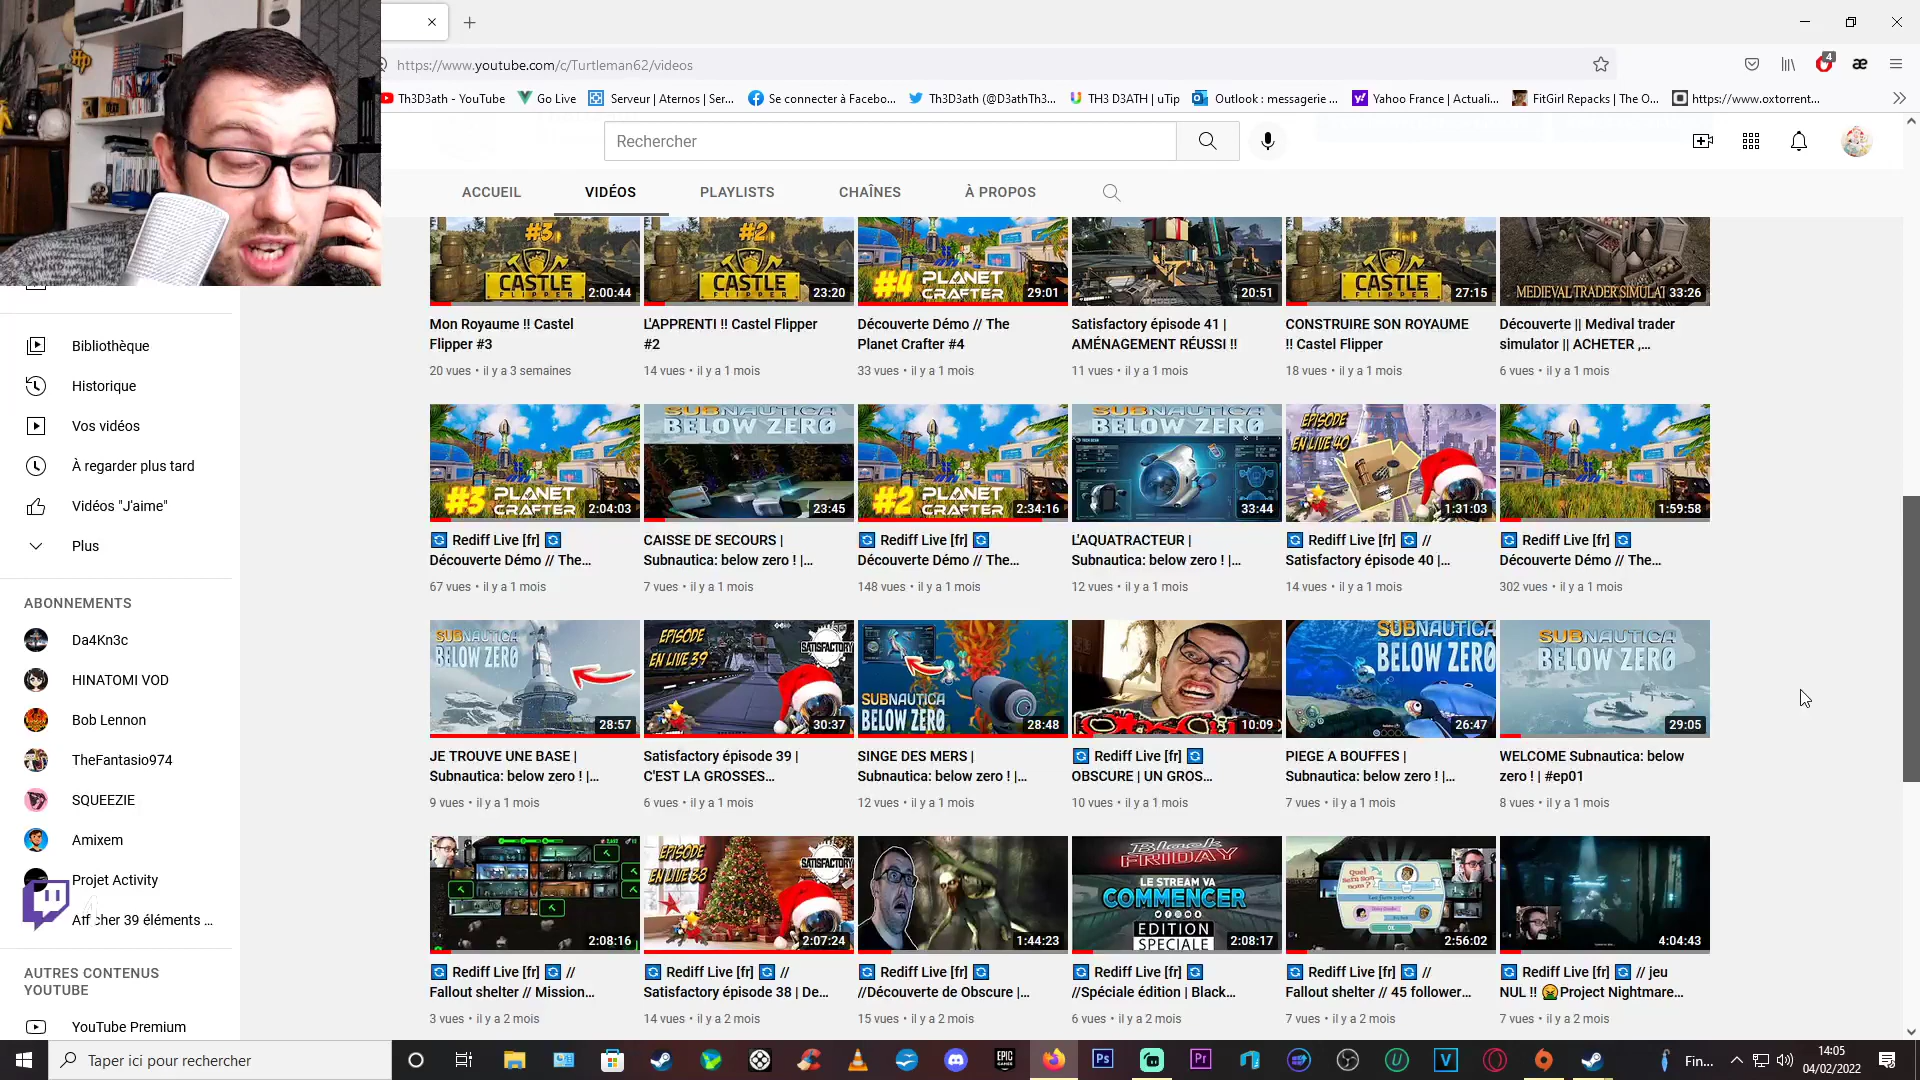 https://www.youtube.com/c/Turtleman62/videos
4
Th3D3ath - YouTube
Go Live
Serveur | Aternos | Ser...
Se connecter à Facebo...
Th3D3ath (@D3athTh3...
TH3 D3ATH | uTip
Outlook : messagerie ...
Yahoo France | Actuali...
FitGirl Repacks | The O...
https://www.oxtorrent...
Rechercher
ACCUEIL
VIDÉOS
PLAYLISTS
CHAÎNES
À PROPOS
Bibliothèque
Historique
Vos vidéos
À regarder plus tard
Vidéos "J'aime"
Plus
ABONNEMENTS
Da4Kn3c
HINATOMI VOD
Bob Lennon
TheFantasio974
SQUEEZIE
Amixem
Projet Activity
cher 39 éléments ...
AUTRES CONTENUS
YOUTUBE
YouTube Premium
#3 CASTLE FLIPPER 2:00:44
#2 CASTLE FLIPPER 23:20
#4 PLANET CRAFTER 29:01
20:51
CASTLE FLIPPER 27:15
MEDIEVAL TRADER SIMULAT 33:26
Mon Royaume !! Castel
Flipper #3
20 vues • il y a 3 semaines
L'APPRENTI !! Castel Flipper
#2
14 vues • il y a 1 mois
Découverte Démo // The
Planet Crafter #4
33 vues • il y a 1 mois
Satisfactory épisode 41 |
AMÉNAGEMENT RÉUSSI !!
11 vues • il y a 1 mois
CONSTRUIRE SON ROYAUME
!! Castel Flipper
18 vues • il y a 1 mois
Découverte || Medival trader
simulator || ACHETER ,...
6 vues • il y a 1 mois
#3 PLANET CRAFTER 2:04:03
SUBNAUTICA BELOW ZERO 23:45
#2 PLANET CRAFTER 2:34:16
SUBNAUTICA BELOW ZERO 33:44
EPISODE EN LIVE 40 1:31:03
1:59:58
Rediff Live [fr]
Découverte Démo // The...
67 vues • il y a 1 mois
CAISSE DE SECOURS |
Subnautica: below zero ! |...
7 vues • il y a 1 mois
Rediff Live [fr]
Découverte Démo // The...
148 vues • il y a 1 mois
L'AQUATRACTEUR |
Subnautica: below zero ! |...
12 vues • il y a 1 mois
Rediff Live [fr] //
Satisfactory épisode 40 |...
14 vues • il y a 1 mois
Rediff Live [fr]
Découverte Démo // The...
302 vues • il y a 1 mois
SUBNAUTICA BELOW ZERO 28:57
EPISODE EN LIVE 39 SATISFACTORY 30:37
SUBNAUTICA BELOW ZERO 28:48
10:09
SUBNAUTICA BELOW ZERO 26:47
SUBNAUTICA BELOW ZERO 29:05
JE TROUVE UNE BASE |
Subnautica: below zero ! |...
9 vues • il y a 1 mois
Satisfactory épisode 39 |
C'EST LA GROSSES...
6 vues • il y a 1 mois
SINGE DES MERS |
Subnautica: below zero ! |...
12 vues • il y a 1 mois
Rediff Live [fr]
OBSCURE | UN GROS...
10 vues • il y a 1 mois
PIEGE A BOUFFES |
Subnautica: below zero ! |...
7 vues • il y a 1 mois
WELCOME Subnautica: below
zero ! | #ep01
8 vues • il y a 1 mois
2:08:16
EPISODE EN LIVE 38 SATISFACTORY 2:07:24
1:44:23
Black FRIDAY
LE STREAM VA
COMMENCER
EDITION
SPECIALE 2:08:17
Quel sera son nom ? OK 2:56:02
4:04:43
Rediff Live [fr] //
Fallout shelter // Mission...
3 vues • il y a 2 mois
Rediff Live [fr] //
Satisfactory épisode 38 | De...
14 vues • il y a 2 mois
Rediff Live [fr]
//Découverte de Obscure |...
15 vues • il y a 2 mois
Rediff Live [fr]
//Spéciale édition | Black...
6 vues • il y a 2 mois
Rediff Live [fr] //
Fallout shelter // 45 follower...
7 vues • il y a 2 mois
Rediff Live [fr] // jeu
NUL !! Project Nightmare...
7 vues • il y a 2 mois
Taper ici pour rechercher
EPIC GAMES
Ps
Pr
Fin...
14:05
04/02/2022